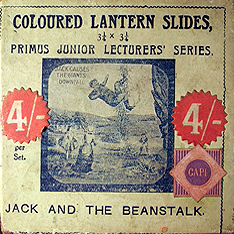 COLOURED LANTERN SLIDES,
3¼ × 3¼
PRIMUS JUNIOR LECTURERS' SERIES.
JACK CAUSES
THE GIANTS
DOWNFALL
4/-
4/-
per
Set.
CAPI
JACK AND THE BEANSTALK.